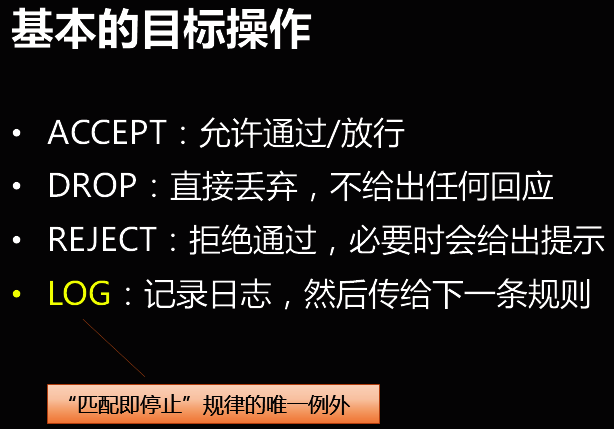 基本的目标操作
• ACCEPT：允许通过/放行
• DROP：直接丢弃，不给出任何回应
• REJECT：拒绝通过，必要时会给出提示
• LOG：记录日志，然后传给下一条规则
“匹配即停止”规律的唯一例外